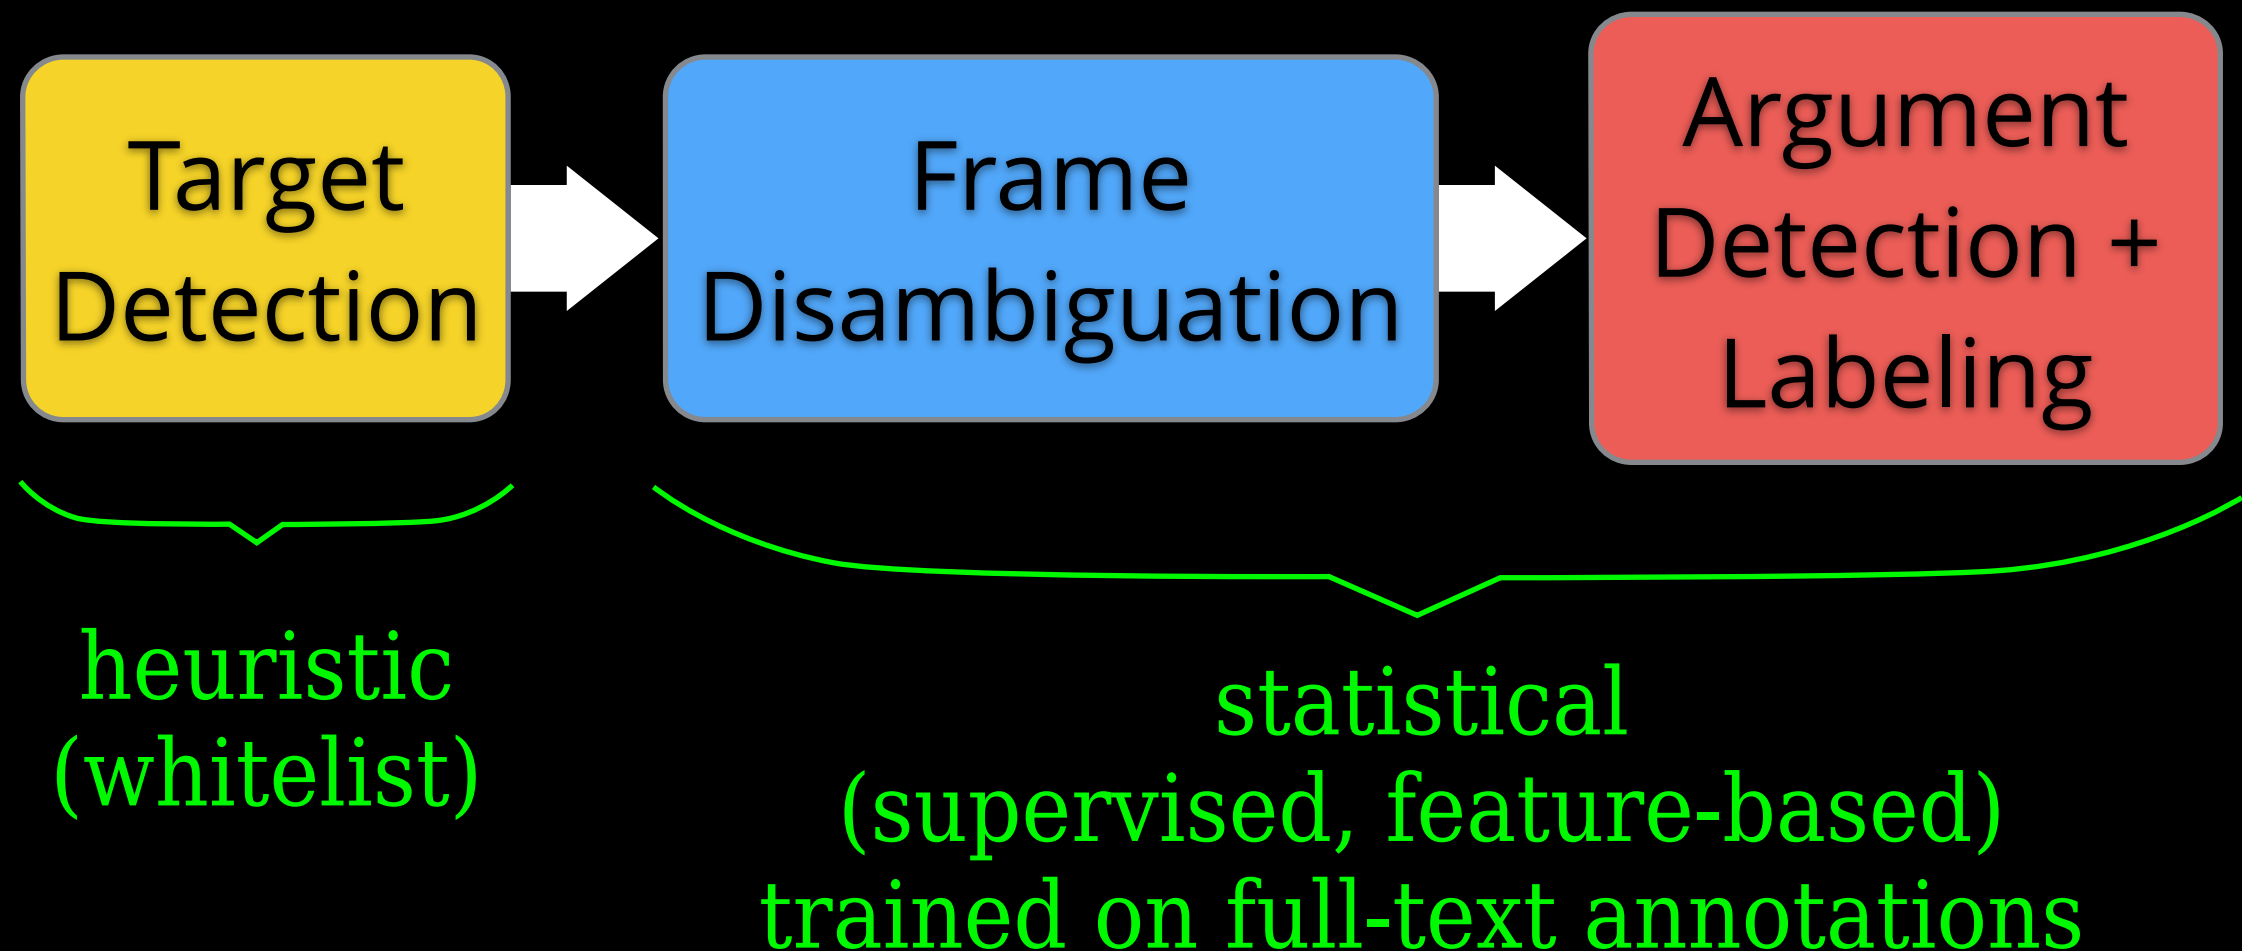 Target
Detection
Frame
Disambiguation
Argument
Detection +
Labeling
heuristic
(whitelist)
statistical
(supervised, feature-based)
trained on full-text annotations